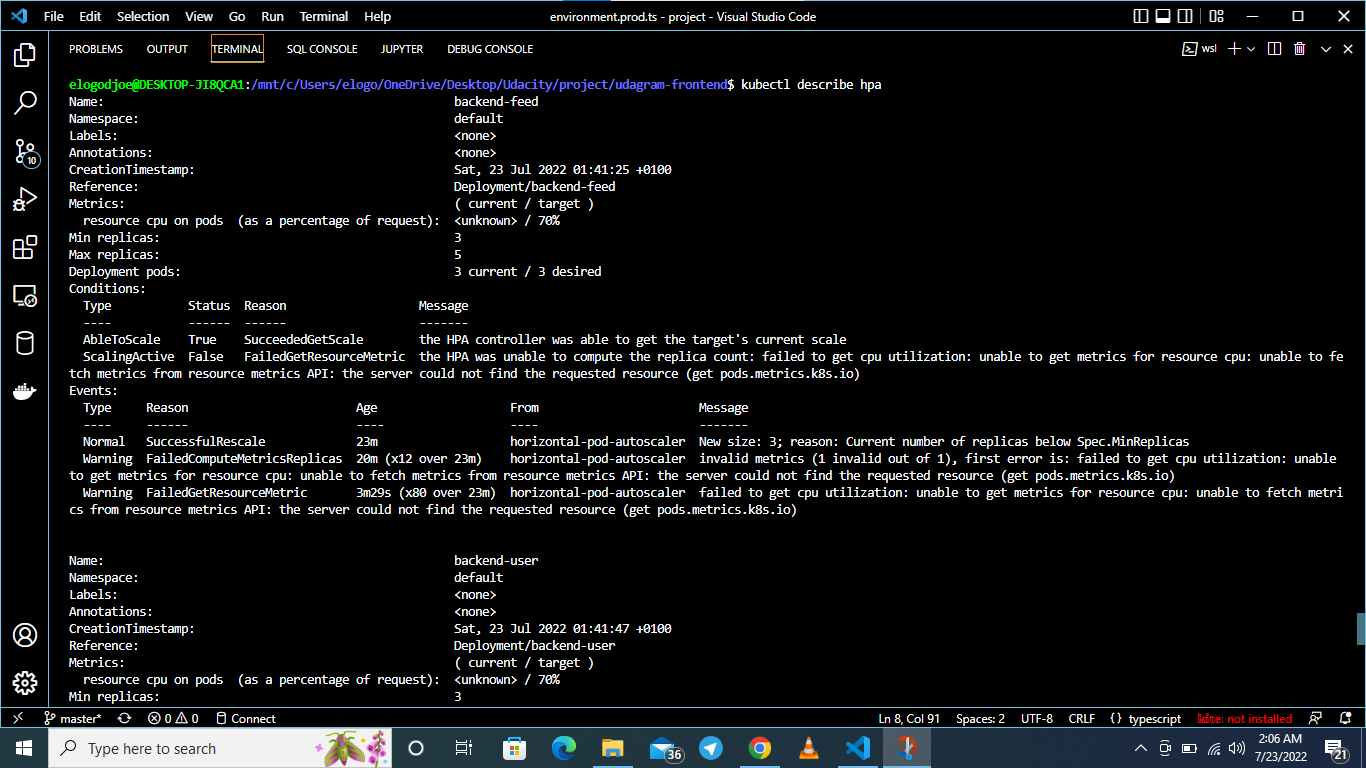 File Edit Selection View Go Run Terminal Help environment.prod.ts - project - Visual Studio Code
PROBLEMS OUTPUT TERMINAL SQL CONSOLE JUPYTER DEBUG CONSOLE wsl
elogodjoe@DESKTOP-JI8QCA1:/mnt/c/Users/elogo/OneDrive/Desktop/Udacity/project/udagram-frontend$ kubectl describe hpa
Name: backend-feed
Namespace: default
Labels: <none>
Annotations: <none>
CreationTimestamp: Sat, 23 Jul 2022 01:41:25 +0100
Reference: Deployment/backend-feed
Metrics: ( current / target )
resource cpu on pods (as a percentage of request): <unknown> / 70%
Min replicas: 3
Max replicas: 5
Deployment pods: 3 current / 3 desired
Conditions:
Type Status Reason Message
---- ------ ------ -------
AbleToScale True SucceededGetScale the HPA controller was able to get the target's current scale
ScalingActive False FailedGetResourceMetric the HPA was unable to compute the replica count: failed to get cpu utilization: unable to get metrics for resource cpu: unable to fe
tch metrics from resource metrics API: the server could not find the requested resource (get pods.metrics.k8s.io)
Events:
Type Reason Age From Message
---- ------ ---- ---- -------
Normal SuccessfulRescale 23m horizontal-pod-autoscaler New size: 3; reason: Current number of replicas below Spec.MinReplicas
Warning FailedComputeMetricsReplicas 20m (x12 over 23m) horizontal-pod-autoscaler invalid metrics (1 invalid out of 1), first error is: failed to get cpu utilization: unable
to get metrics for resource cpu: unable to fetch metrics from resource metrics API: the server could not find the requested resource (get pods.metrics.k8s.io)
Warning FailedGetResourceMetric 3m29s (x80 over 23m) horizontal-pod-autoscaler failed to get cpu utilization: unable to get metrics for resource cpu: unable to fetch metri
cs from resource metrics API: the server could not find the requested resource (get pods.metrics.k8s.io)
Name: backend-user
Namespace: default
Labels: <none>
Annotations: <none>
CreationTimestamp: Sat, 23 Jul 2022 01:41:47 +0100
Reference: Deployment/backend-user
Metrics: ( current / target )
resource cpu on pods (as a percentage of request): <unknown> / 70%
Min replicas: 3
10
master* 0 0 Connect Ln 8, Col 91 Spaces: 2 UTF-8 CRLF {} typescript kite: not installed
Type here to search 36 2:06 AM
7/23/2022 21